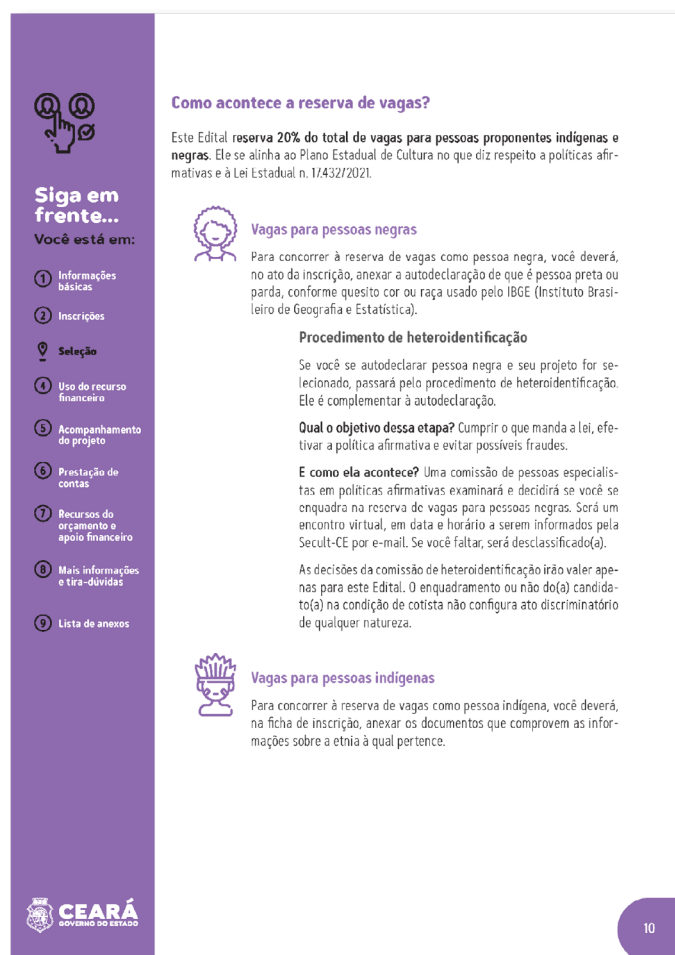 Siga em
frente...
Você está em:
1 Informações
básicas
2 Inscrições
Seleção
4 Uso do recurso
financeiro
5 Acompanhamento
do projeto
6 Prestação de
contas
7 Recursos do
orçamento e
apoio financeiro
8 Mais informações
e tira-dúvidas
9 Lista de anexos
CEARÁ
GOVERNO DO ESTADO
Como acontece a reserva de vagas?
Este Edital reserva 20% do total de vagas para pessoas proponentes indígenas e
negras. Ele se alinha ao Plano Estadual de Cultura no que diz respeito a políticas afir-
mativas e à Lei Estadual n. 17.432/2021.
Vagas para pessoas negras
Para concorrer à reserva de vagas como pessoa negra, você deverá,
no ato da inscrição, anexar a autodeclaração de que é pessoa preta ou
parda, conforme quesito cor ou raça usado pelo IBGE (Instituto Brasi-
leiro de Geografia e Estatística).
Procedimento de heteroidentificação
Se você se autodeclarar pessoa negra e seu projeto for se-
lecionado, passará pelo procedimento de heteroidentificação.
Ele é complementar à autodeclaração.
Qual o objetivo dessa etapa? Cumprir o que manda a lei, efe-
tivar a política afirmativa e evitar possíveis fraudes.
E como ela acontece? Uma comissão de pessoas especialis-
tas em políticas afirmativas examinará e decidirá se você se
enquadra na reserva de vagas para pessoas negras. Será um
encontro virtual, em data e horário a serem informados pela
Secult-CE por e-mail. Se você faltar, será desclassificado(a).
As decisões da comissão de heteroidentificação irão valer ape-
nas para este Edital. O enquadramento ou não do(a) candida-
to(a) na condição de cotista não configura ato discriminatório
de qualquer natureza.
Vagas para pessoas indígenas
Para concorrer à reserva de vagas como pessoa indígena, você deverá,
na ficha de inscrição, anexar os documentos que comprovem as infor-
mações sobre a etnia à qual pertence.
10